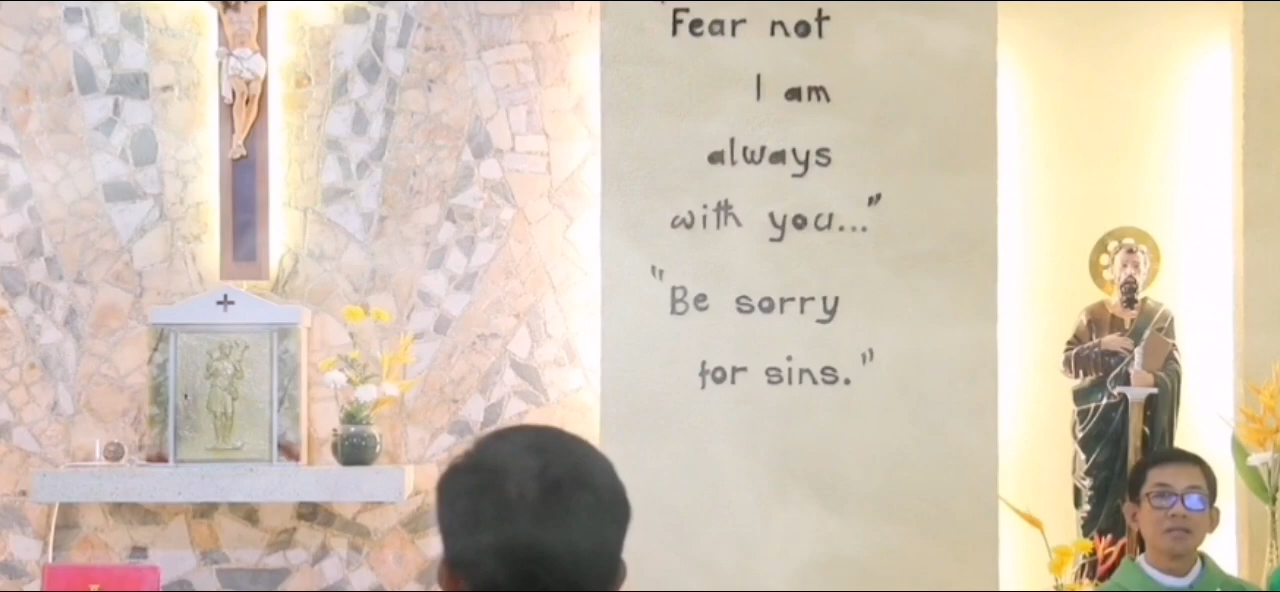 "Fear not
I am
always
with you..."
"Be sorry
for sins."